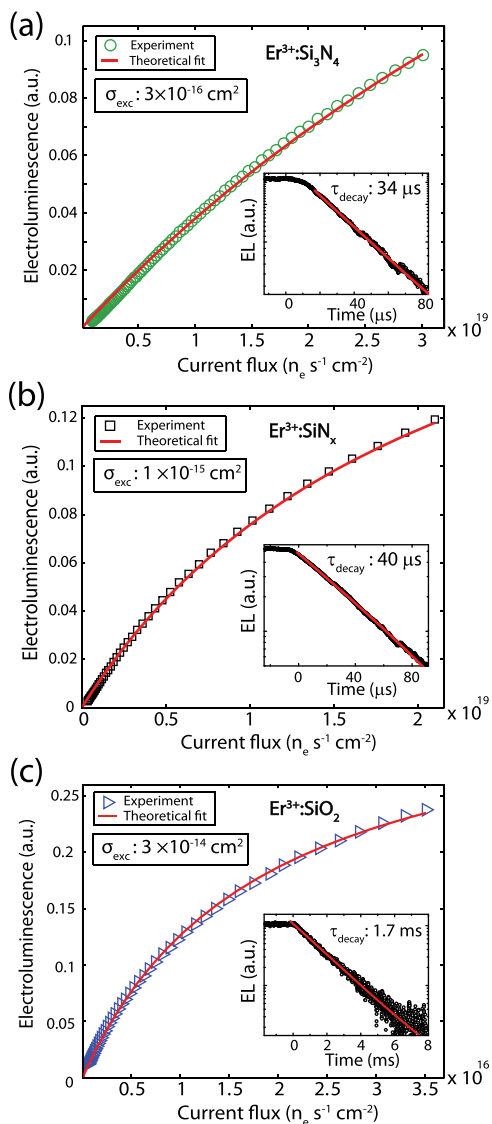 (a)
Experiment
Theoretical fit
Er³⁺:Si₃N₄
σexc: 3×10⁻¹⁶ cm²
Electroluminescence (a.u.)
0.1
0.08
0.06
0.04
0.02
τdecay: 34 μs
EL (a.u.)
0 40 80
Time (μs)
0.5 1 1.5 2 2.5 3
x 10¹⁹
Current flux (nₑ s⁻¹ cm⁻²)
(b)
Experiment
Theoretical fit
Er³⁺:SiNₓ
σexc: 1×10⁻¹⁵ cm²
Electroluminescence (a.u.)
0.12
0.1
0.08
0.06
0.04
0.02
0
τdecay: 40 μs
EL (a.u.)
0 40 80
Time (μs)
0 0.5 1 1.5 2
x 10¹⁹
Current flux (nₑ s⁻¹ cm⁻²)
(c)
Experiment
Theoretical fit
Er³⁺:SiO₂
σexc: 3 ×10⁻¹⁴ cm²
Electroluminescence (a.u.)
0.25
0.2
0.15
0.1
0.05
0
τdecay: 1.7 ms
EL (a.u.)
0 2 4 6 8
Time (ms)
0.5 1 1.5 2 2.5 3 3.5
x 10¹⁶
Current flux (nₑ s⁻¹ cm⁻²)